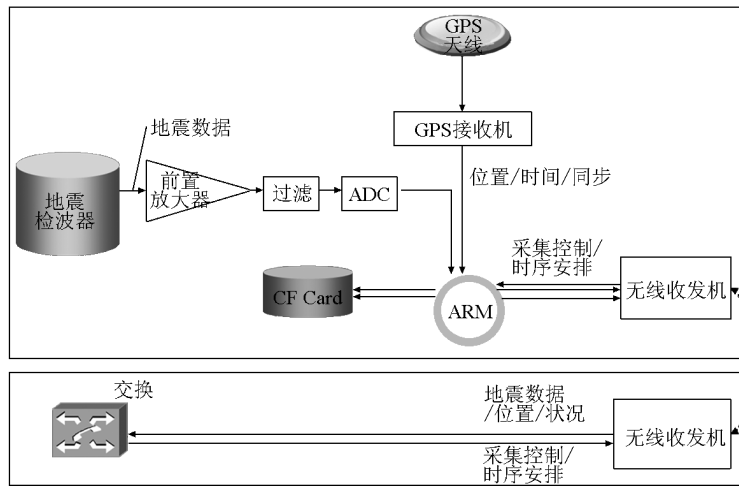 GPS
天线
GPS接收机
地震数据
位置/时间/同步
地震
检波器
前置
放大器
过滤
ADC
采集控制/
时序安排
无线收发机
CF Card
ARM
交换
地震数据
/位置/状况
无线收发机
采集控制/
时序安排